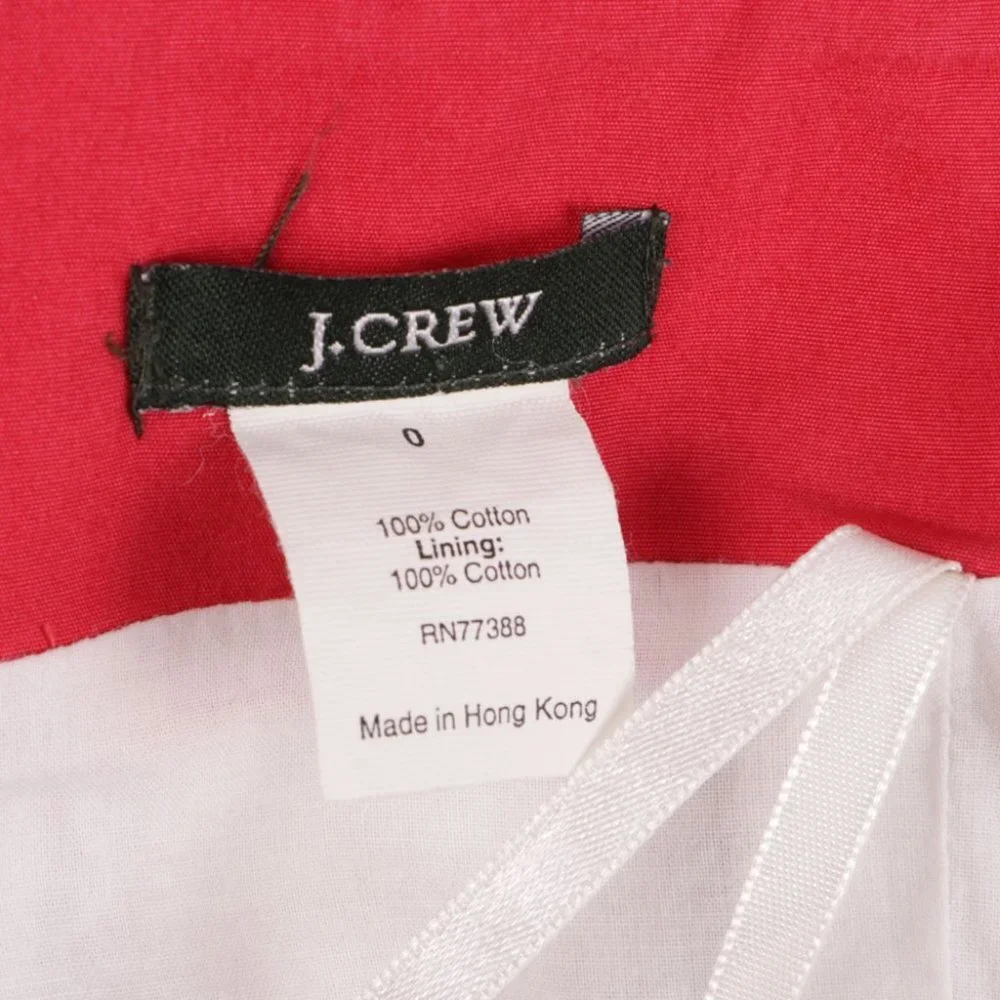 J.CREW
0
100% Cotton
Lining:
100% Cotton
RN77388
Made in Hong Kong